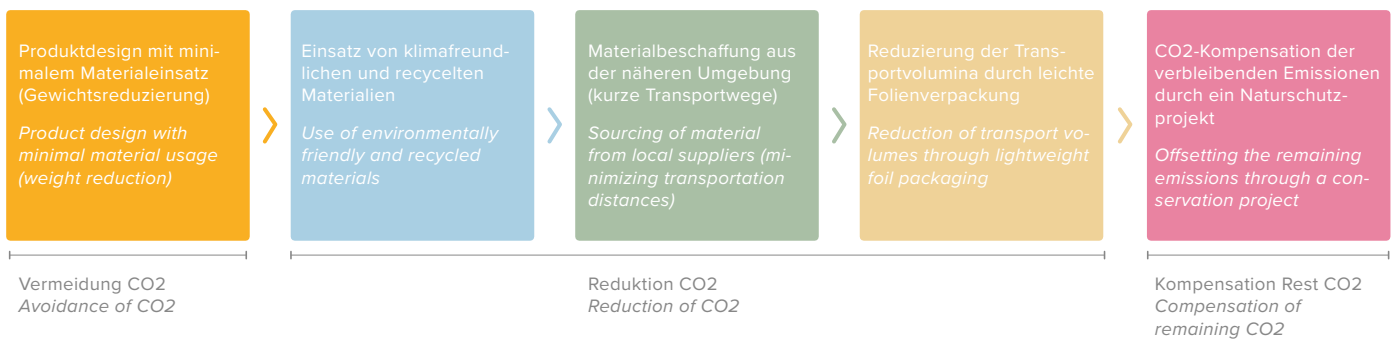 Produktdesign mit mini-
malem Materialeinsatz
(Gewichtsreduzierung)
Product design with
minimal material usage
(weight reduction)
Einsatz von klimafreund-
lichen und recycelten
Materialien
Use of environmentally
friendly and recycled
materials
Materialbeschaffung aus
der näheren Umgebung
(kurze Transportwege)
Sourcing of material
from local suppliers (mi-
nimizing transportation
distances)
Reduzierung der Trans-
portvolumina durch leichte
Folienverpackung
Reduction of transport vo-
lumes through lightweight
foil packaging
CO2-Kompensation der
verbleibenden Emissionen
durch ein Naturschutz-
projekt
Offsetting the remaining
emissions through a con-
servation project
Vermeidung CO2
Avoidance of CO2
Reduktion CO2
Reduction of CO2
Kompensation Rest CO2
Compensation of
remaining CO2